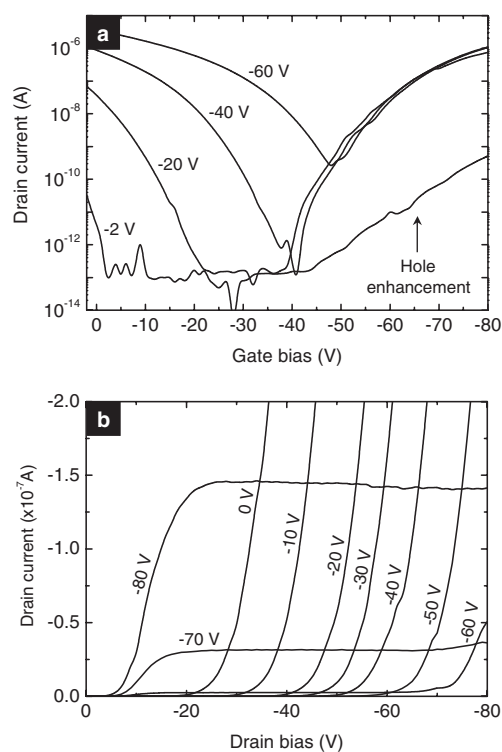 a
Drain current (A)
10⁻⁶
10⁻⁸
10⁻¹⁰
10⁻¹²
10⁻¹⁴
-60 V
-40 V
-20 V
-2 V
Hole
enhancement
0 -10 -20 -30 -40 -50 -60 -70 -80
Gate bias (V)
b
Drain current (x10⁻⁷A)
-2.0
-1.5
-1.0
-0.5
0.0
-80 V
-70 V
0 V
-10 V
-20 V
-30 V
-40 V
-50 V
-60 V
0 -20 -40 -60 -80
Drain bias (V)